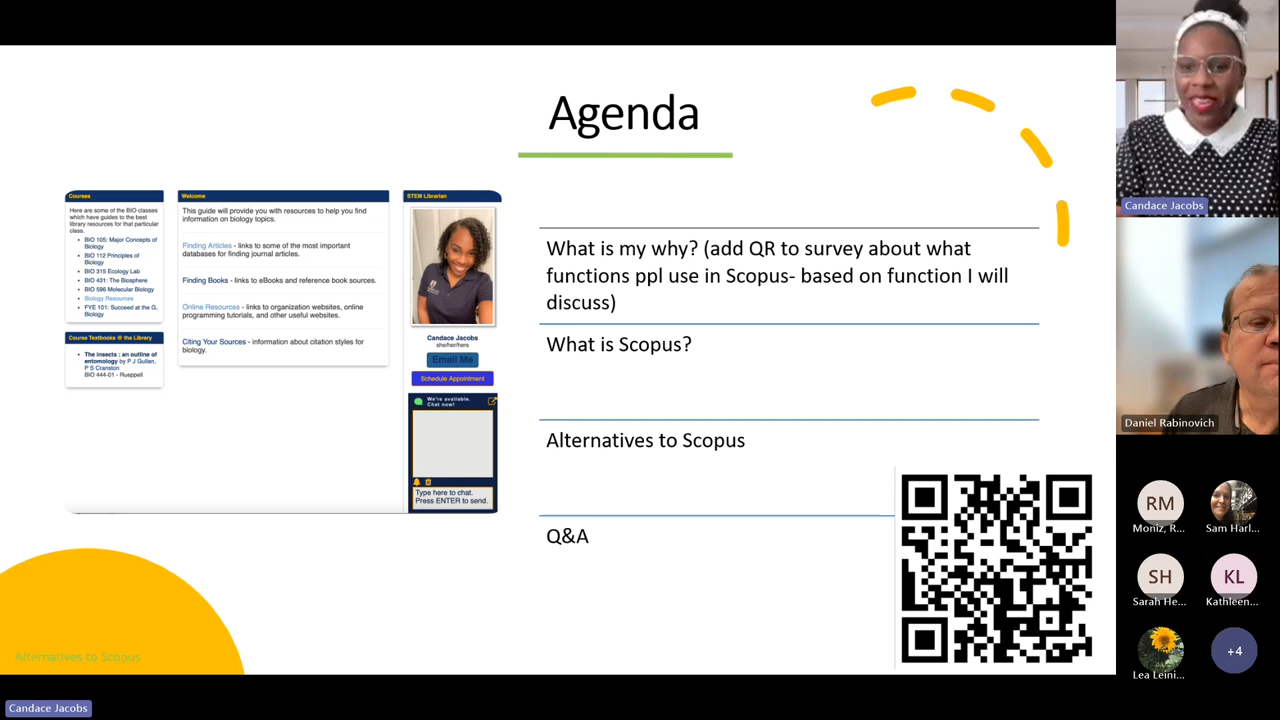 Agenda
Courses
Here are some of the BIO classes
which have guides to the best
library resources for that particular
class.
BIO 105: Major Concepts of
Biology
BIO 112 Principles of
Biology
BIO 315 Ecology Lab
BIO 431: The Biosphere
BIO 596 Molecular Biology
Biology Resources
FYE 101: Succeed at the G,
Biology
Course Textbooks @ the Library
The insects : an outline of
entomology by P J Gullan,
P S Cranston
BIO 444-01 - Rueppell
Welcome
This guide will provide you with resources to help you find
information on biology topics.
Finding Articles - links to some of the most important
databases for finding journal articles.
Finding Books - links to eBooks and reference book sources.
Online Resources - links to organization websites, online
programming tutorials, and other useful websites.
Citing Your Sources - information about citation styles for
biology.
STEM Librarian
Candace Jacobs
she/her/hers
Email Me
Schedule Appointment
We're available.
Chat now!
Type here to chat.
Press ENTER to send.
What is my why? (add QR to survey about what
functions ppl use in Scopus- based on function I will
discuss)
What is Scopus?
Alternatives to Scopus
Q&A
Alternatives to Scopus
Candace Jacobs
Candace Jacobs
Daniel Rabinovich
RM
Moniz, R...
Sam Harl...
SH
Sarah He...
KL
Kathleen...
Lea Leini...
+4